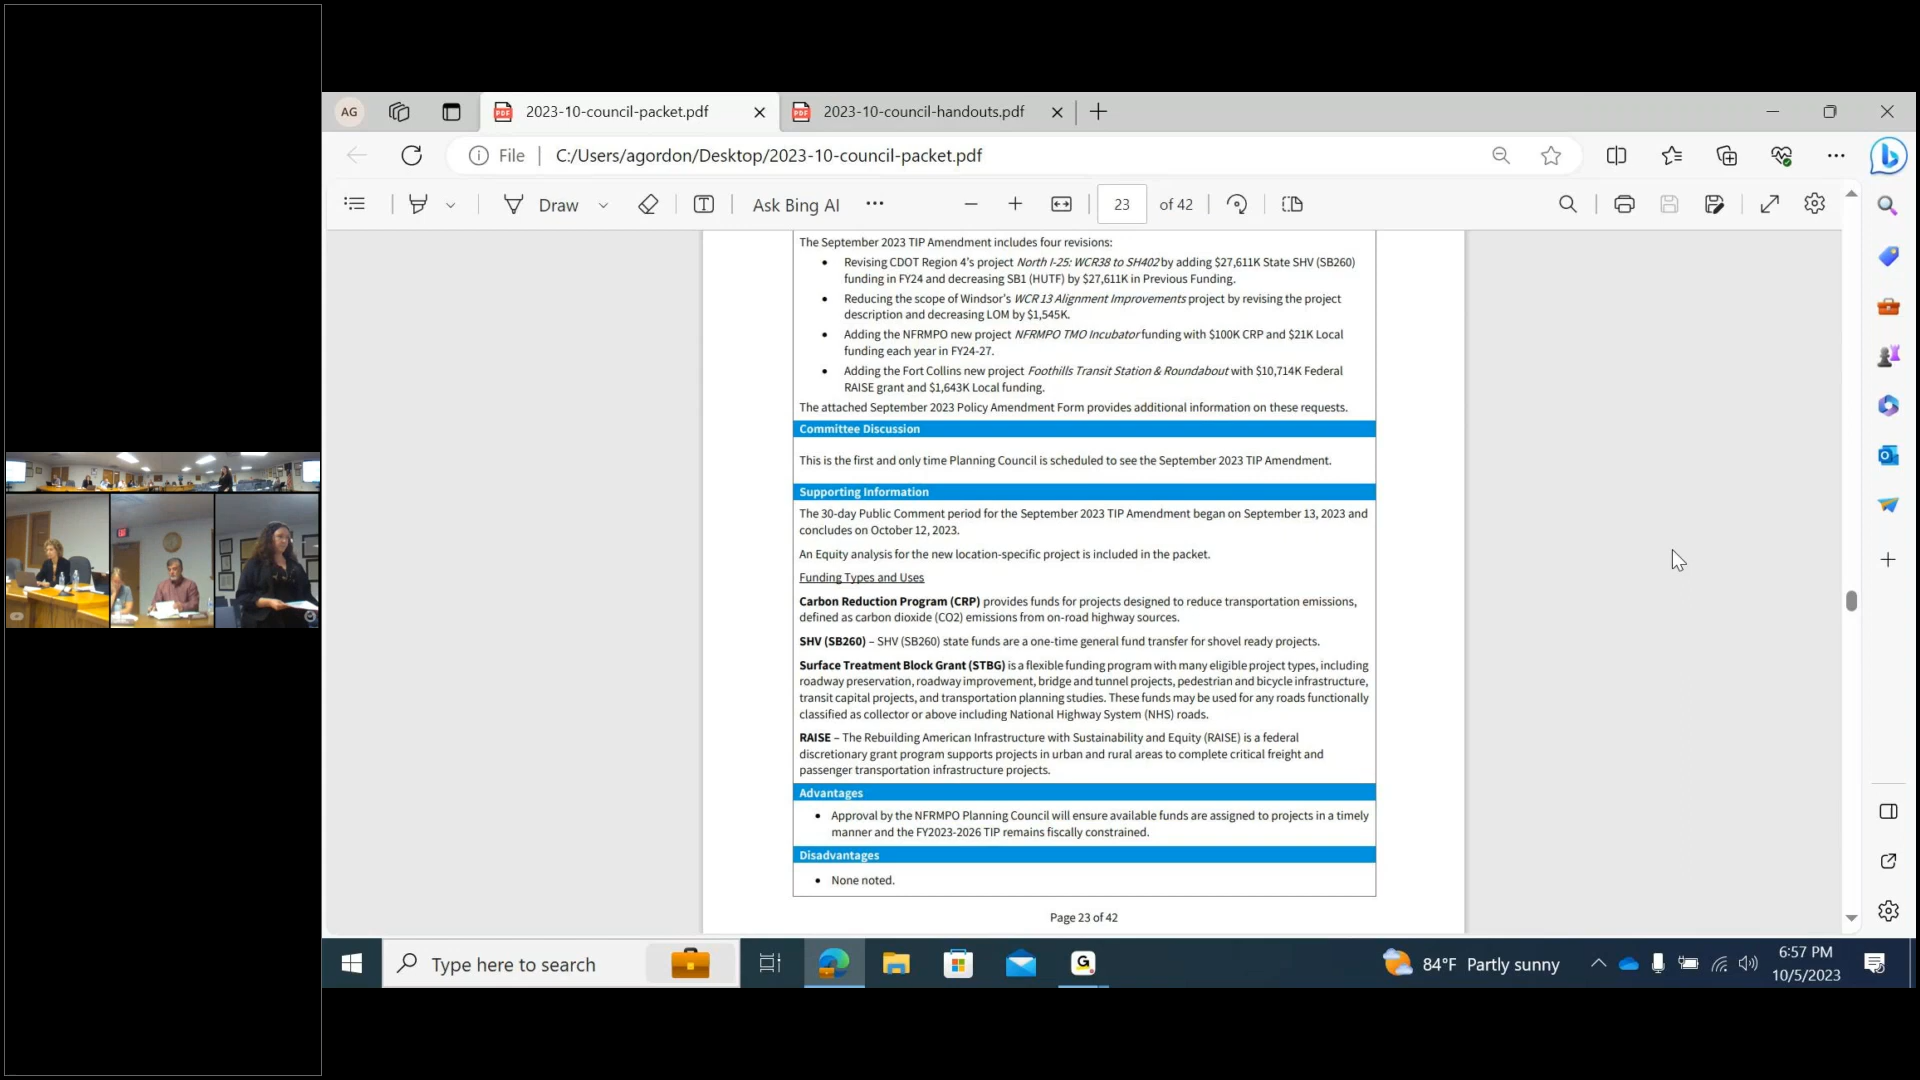 AG
2023-10-council-packet.pdf
2023-10-council-handouts.pdf
File
C:/Users/agordon/Desktop/2023-10-council-packet.pdf
Draw
Ask Bing AI
23
of 42
The September 2023 TIP Amendment includes four revisions:
• Revising CDOT Region 4's project North I-25: WCR38 to SH402 by adding $27,611K State SHV (SB260)
funding in FY24 and decreasing SB1 (HUTF) by $27,611K in Previous Funding.
• Reducing the scope of Windsor's WCR 13 Alignment Improvements project by revising the project
description and decreasing LOM by $1,545K.
• Adding the NFRMPO new project NFRMPO TMO Incubator funding with $100K CRP and $21K Local
funding each year in FY24-27.
• Adding the Fort Collins new project Foothills Transit Station & Roundabout with $10,714K Federal
RAISE grant and $1,643K Local funding.
The attached September 2023 Policy Amendment Form provides additional information on these requests.
Committee Discussion
This is the first and only time Planning Council is scheduled to see the September 2023 TIP Amendment.
Supporting Information
The 30-day Public Comment period for the September 2023 TIP Amendment began on September 13, 2023 and
concludes on October 12, 2023.
An Equity analysis for the new location-specific project is included in the packet.
Funding Types and Uses
Carbon Reduction Program (CRP) provides funds for projects designed to reduce transportation emissions,
defined as carbon dioxide (CO2) emissions from on-road highway sources.
SHV (SB260) – SHV (SB260) state funds are a one-time general fund transfer for shovel ready projects.
Surface Treatment Block Grant (STBG) is a flexible funding program with many eligible project types, including
roadway preservation, roadway improvement, bridge and tunnel projects, pedestrian and bicycle infrastructure,
transit capital projects, and transportation planning studies. These funds may be used for any roads functionally
classified as collector or above including National Highway System (NHS) roads.
RAISE – The Rebuilding American Infrastructure with Sustainability and Equity (RAISE) is a federal
discretionary grant program supports projects in urban and rural areas to complete critical freight and
passenger transportation infrastructure projects.
Advantages
• Approval by the NFRMPO Planning Council will ensure available funds are assigned to projects in a timely
manner and the FY2023-2026 TIP remains fiscally constrained.
Disadvantages
• None noted.
Page 23 of 42
Type here to search
84°F Partly sunny
6:57 PM
10/5/2023